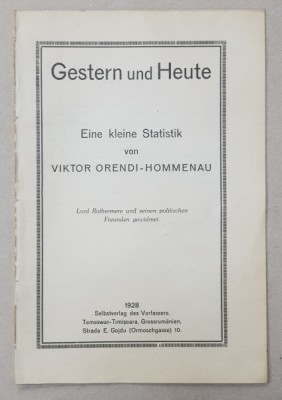 Gestern und Heute
Eine kleine Statistik
von
VIKTOR ORENDI-HOMMENAU
Lord Rothermere und seinen politischen
Freunden gewidmet.
1928
Selbstverlag des Verfassers,
Temeswar-Timişoara, Grossrumänien,
Strada E. Gojdu (Ormoschgasse) 10.